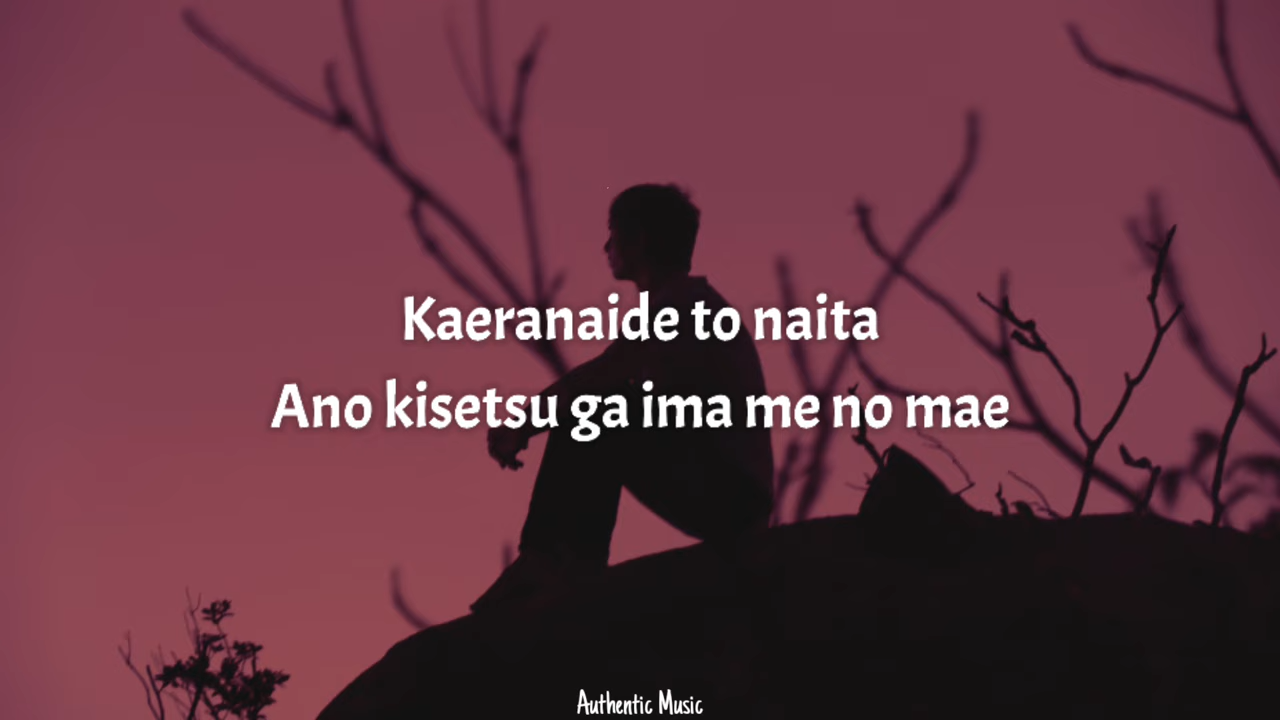 Kaeranaide to naita
Ano kisetsu ga ima me no mae
Authentic Music